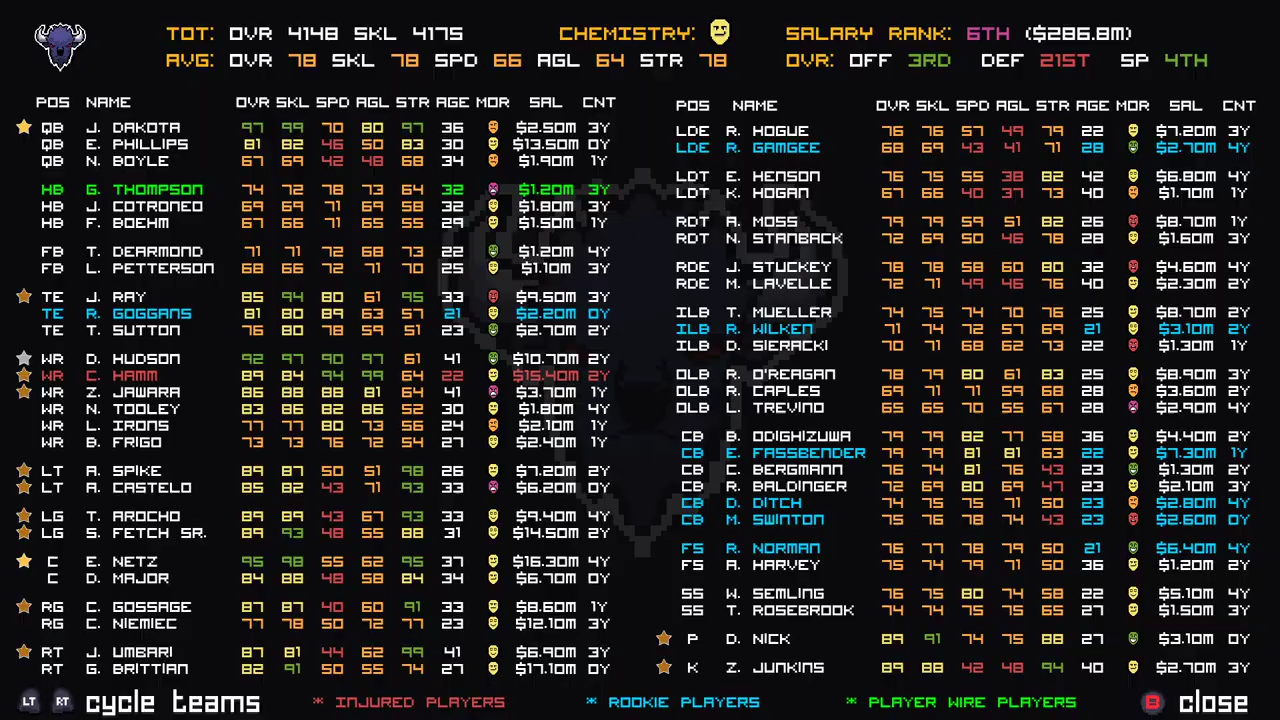 TOT: OVR 4148 SKL 4175 CHEMISTRY: SALARY RANK: 6TH ($286.8M)
AVG: OVR 78 SKL 78 SPD 66 AGL 64 STR 78 OVR: OFF 3RD DEF 21ST SP 4TH
POS NAME OVR SKL SPD AGL STR AGE MOR SAL CNT
QB J. DAKOTA 97 99 70 80 97 36 $2.50M 3Y
QB E. PHILLIPS 81 82 46 50 83 30 $13.50M 0Y
QB N. BOYLE 67 69 42 48 68 34 $1.90M 1Y
HB G. THOMPSON 74 72 78 73 64 32 $1.20M 3Y
HB J. COTRONEO 69 69 71 69 58 32 $1.80M 3Y
HB F. BOEHM 67 66 71 65 55 29 $1.50M 1Y
FB T. DEARMOND 71 71 72 68 73 22 $1.20M 4Y
FB L. PETTERSON 68 66 72 71 70 25 $1.10M 3Y
TE J. RAY 85 94 80 61 95 33 $9.50M 3Y
TE R. GOGGANS 81 80 89 63 57 21 $2.20M 0Y
TE T. SUTTON 76 80 78 59 51 23 $2.70M 2Y
WR D. HUDSON 92 97 90 97 61 41 $10.70M 2Y
WR C. HAMM 89 84 94 99 64 22 $15.40M 2Y
WR Z. JAWARA 86 88 88 81 64 41 $3.70M 1Y
WR N. TOOLEY 83 86 82 86 52 30 $1.80M 4Y
WR L. IRONS 77 77 80 73 56 24 $2.10M 1Y
WR B. FRIGO 73 73 76 72 54 27 $2.40M 1Y
LT A. SPIKE 89 87 50 51 98 26 $7.20M 2Y
LT A. CASTELO 85 82 43 71 93 33 $6.20M 0Y
LG T. AROCHO 89 89 43 67 93 33 $9.40M 4Y
LG S. FETCH SR. 89 93 48 55 88 31 $14.50M 2Y
C E. NETZ 95 98 55 62 95 37 $16.30M 4Y
C D. MAJOR 84 88 48 58 84 34 $6.70M 0Y
RG C. GOSSAGE 87 87 40 60 91 33 $8.60M 1Y
RG C. NIEMIEC 77 78 50 72 77 23 $12.10M 3Y
RT J. UMBARI 87 81 44 62 99 41 $6.90M 3Y
RT G. BRITTIAN 82 91 50 55 74 27 $17.10M 0Y
POS NAME OVR SKL SPD AGL STR AGE MOR SAL CNT
LDE R. HOGUE 76 76 57 49 79 22 $7.20M 3Y
LDE R. GAMGEE 68 69 43 41 71 28 $2.70M 4Y
LDT E. HENSON 76 75 55 38 82 42 $6.80M 4Y
LDT K. HOGAN 67 66 40 37 73 40 $1.70M 1Y
RDT A. MOSS 79 79 59 51 82 26 $8.70M 1Y
RDT N. STANBACK 72 69 50 46 78 28 $1.60M 3Y
RDE J. STUCKEY 78 78 58 60 80 32 $4.60M 4Y
RDE M. LAVELLE 72 71 49 46 76 40 $2.30M 2Y
ILB T. MUELLER 74 75 74 70 76 25 $8.70M 2Y
ILB R. WILKEN 71 74 72 57 69 21 $3.10M 2Y
ILB D. SIERACKI 70 71 68 62 73 22 $1.30M 1Y
OLB R. O'REAGAN 78 79 80 61 83 25 $8.90M 3Y
OLB R. CAPLES 69 71 71 59 68 28 $3.60M 2Y
OLB L. TREVINO 65 65 70 55 67 28 $2.90M 4Y
CB B. ODIGHIZUWA 79 79 82 77 58 36 $4.40M 2Y
CB E. FASSBENDER 79 79 81 81 63 22 $7.30M 1Y
CB C. BERGMANN 76 74 81 76 43 23 $1.30M 2Y
CB R. BALDINGER 72 69 80 69 47 23 $2.10M 3Y
CB D. DITCH 74 75 75 71 50 23 $2.80M 4Y
CB M. SWINTON 75 76 78 74 43 23 $2.60M 0Y
FS R. NORMAN 76 77 78 79 50 21 $6.40M 4Y
FS A. HARVEY 75 74 79 71 50 36 $1.20M 2Y
SS W. SEMLING 76 75 80 74 58 22 $5.10M 4Y
SS T. ROSEBROOK 74 74 75 75 65 27 $1.50M 3Y
P D. NICK 89 91 74 75 88 27 $3.10M 0Y
K Z. JUNKINS 89 88 42 48 94 40 $2.70M 3Y
LT RT cycle teams * INJURED PLAYERS * ROOKIE PLAYERS * PLAYER WIRE PLAYERS B close